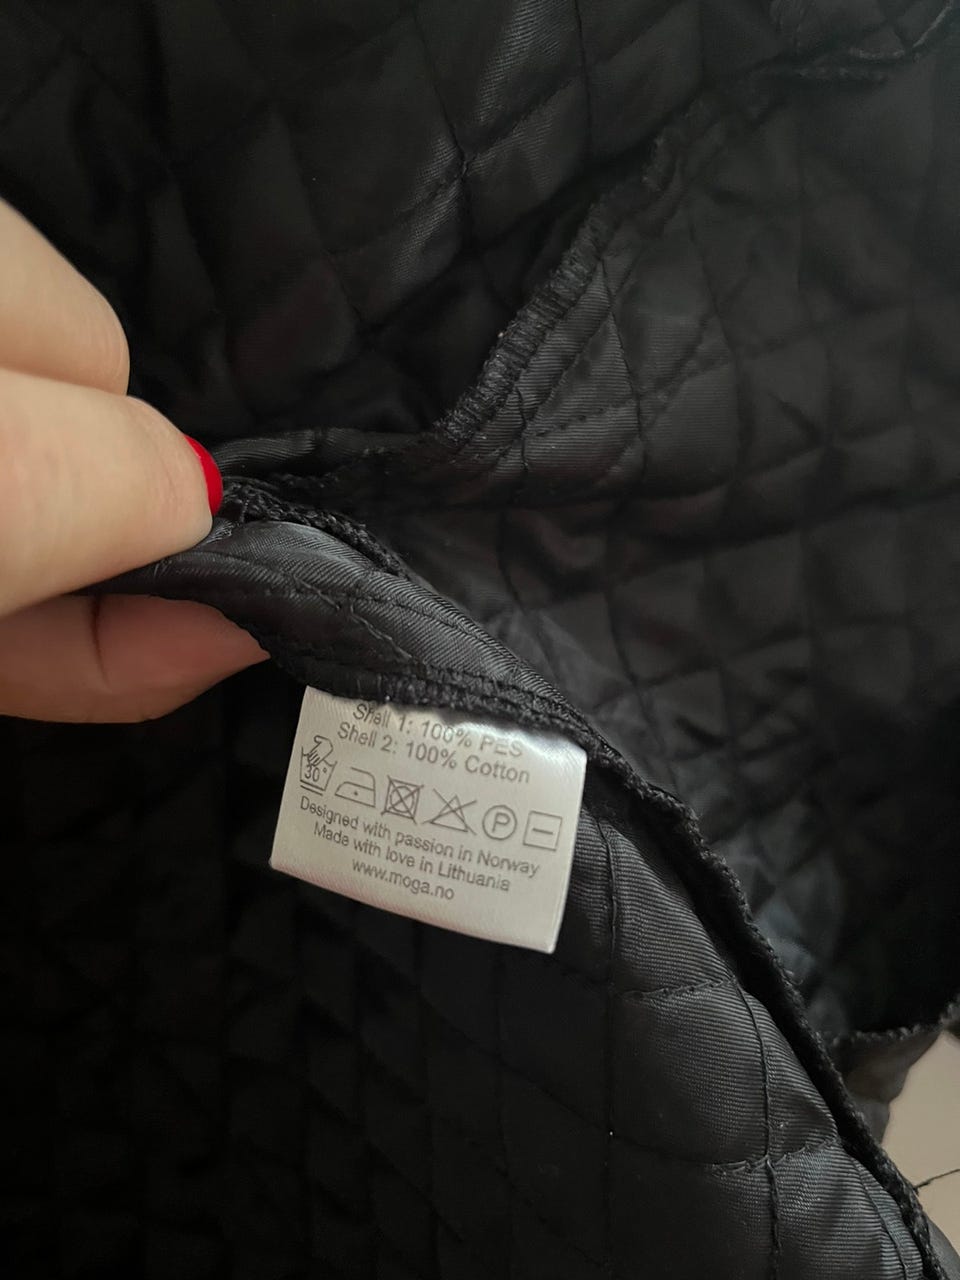 Shell 1: 100% PES
Shell 2: 100% Cotton
30°
P
Designed with passion in Norway
Made with love in Lithuania
www.moga.no